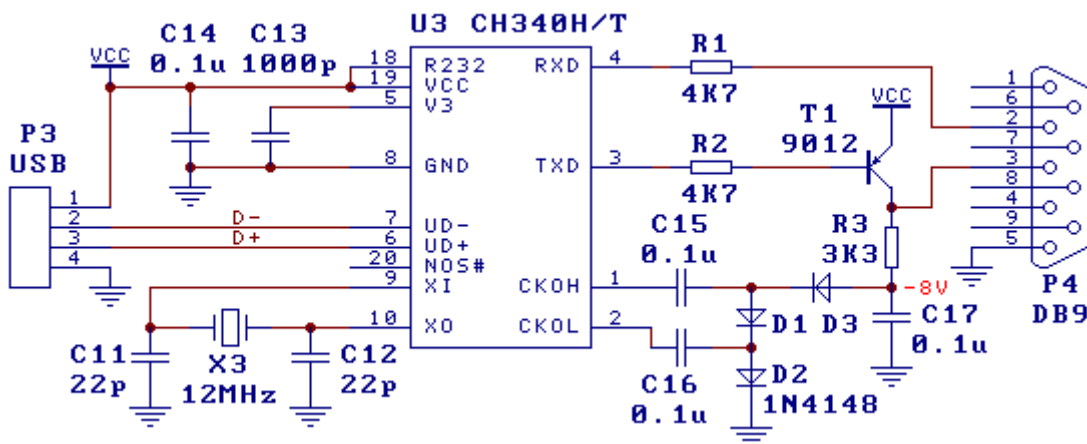 U3 CH340H/T
C14
0.1u
C13
1000p
VCC
18
R232
19
VCC
5
V3
8
GND
7
UD-
6
UD+
20
NOS#
9
XI
10
XO
RXD
4
TXD
3
CKOH
1
CKOL
2
P3
USB
1
2
3
4
D-
D+
C11
22p
X3
12MHz
C12
22p
R1
4K7
R2
4K7
T1
9012
VCC
C15
0.1u
C16
0.1u
D1
D3
D2
1N4148
R3
3K3
-8V
C17
0.1u
1
6
2
7
3
8
4
9
5
P4
DB9